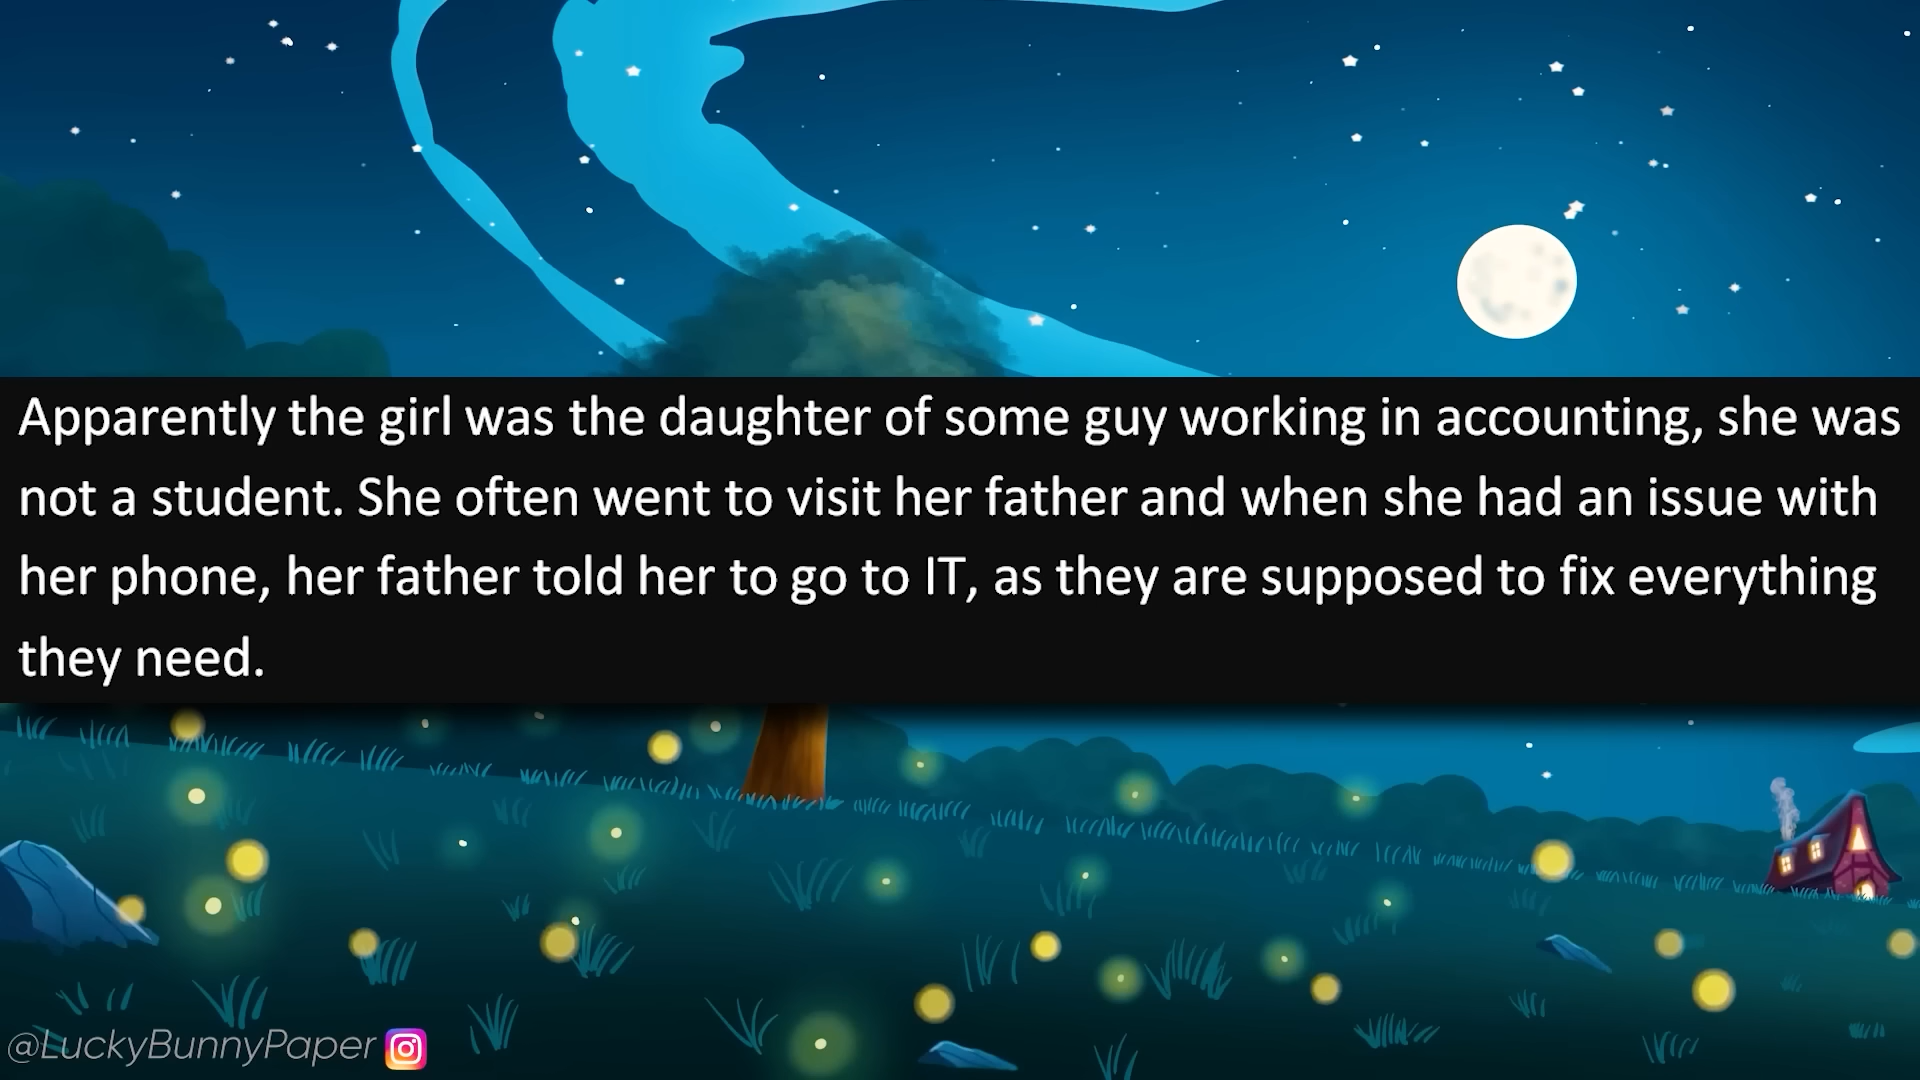 Apparently the girl was the daughter of some guy working in accounting, she was
not a student. She often went to visit her father and when she had an issue with
her phone, her father told her to go to IT, as they are supposed to fix everything
they need.
@LuckyBunnyPaper